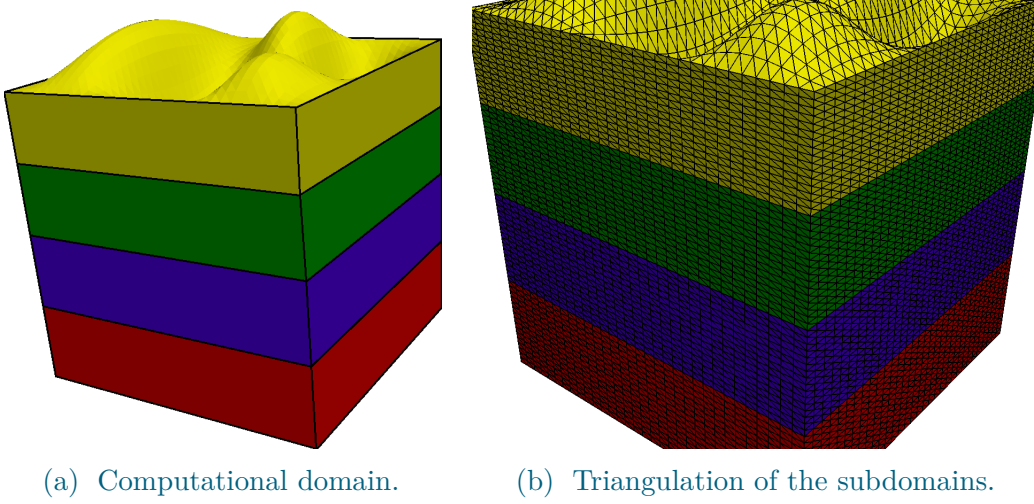 (a) Computational domain.
(b) Triangulation of the subdomains.